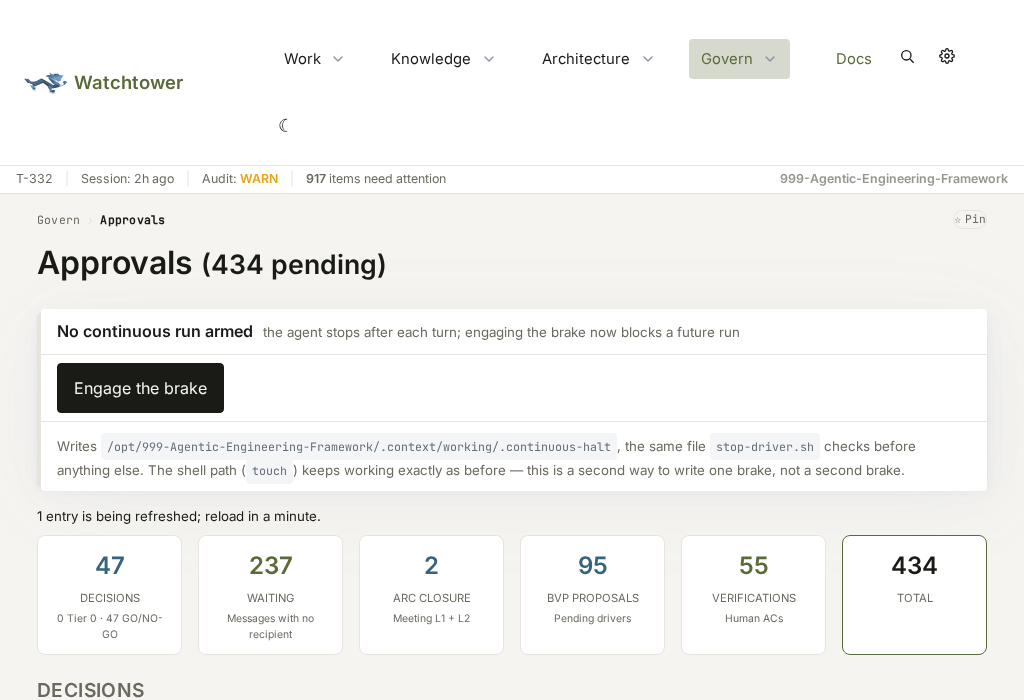 Watchtower
Work
Knowledge
Architecture
Govern
Docs
T-332
Session: 2h ago
Audit: WARN
917 items need attention
999-Agentic-Engineering-Framework
Govern › Approvals
☆ Pin
Approvals (434 pending)
No continuous run armed the agent stops after each turn; engaging the brake now blocks a future run
Engage the brake
Writes /opt/999-Agentic-Engineering-Framework/.context/working/.continuous-halt , the same file stop-driver.sh checks before
anything else. The shell path ( touch ) keeps working exactly as before — this is a second way to write one brake, not a second brake.
1 entry is being refreshed; reload in a minute.
47
DECISIONS
0 Tier 0 · 47 GO/NO-
GO
237
WAITING
Messages with no
recipient
2
ARC CLOSURE
Meeting L1 + L2
95
BVP PROPOSALS
Pending drivers
55
VERIFICATIONS
Human ACs
434
TOTAL
DECISIONS